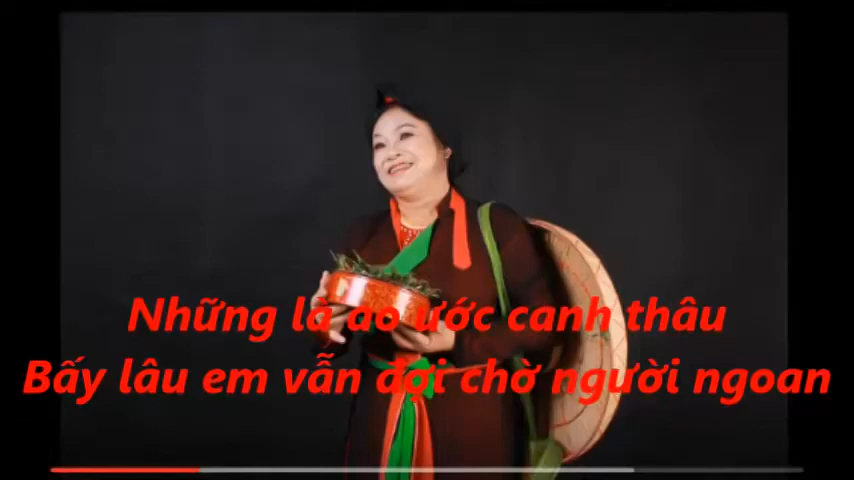 Những là ao ước canh thâu
Bấy lâu em vẫn đợi chờ người ngoan